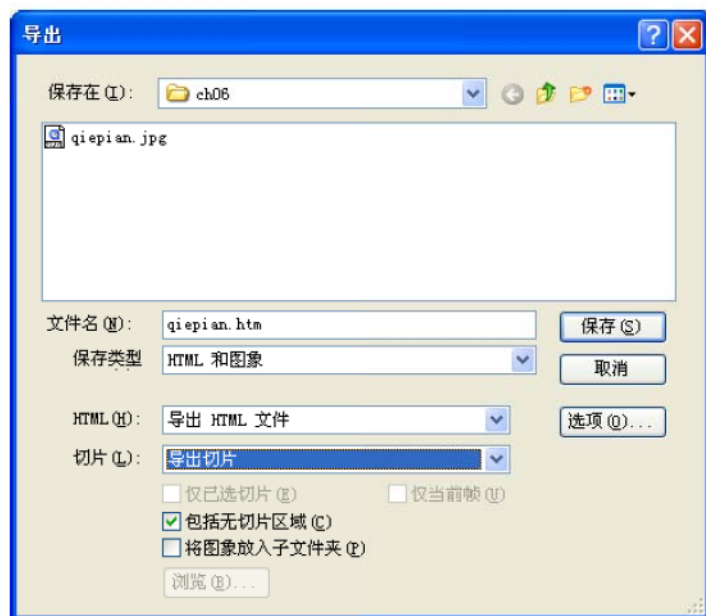 导出
保存在(I): ch06
qiepian.jpg
文件名(N): qiepian.htm 保存(S)
保存类型 HTML 和图象 取消
HTML(H): 导出 HTML 文件 选项(O)...
切片(L): 导出切片
仅已选切片(E) 仅当前帧(U)
包括无切片区域(C)
将图象放入子文件夹(P)
浏览(B)...